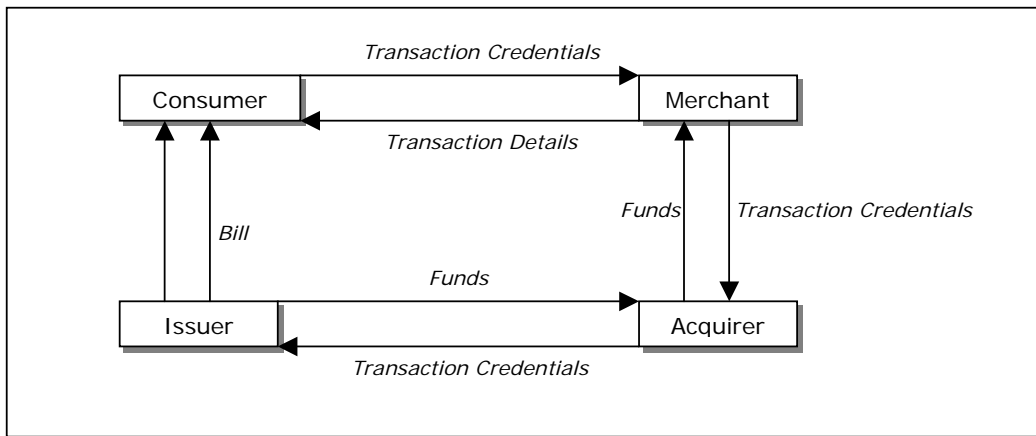 Transaction Credentials
Consumer
Merchant
Transaction Details
Funds
Transaction Credentials
Bill
Funds
Issuer
Acquirer
Transaction Credentials